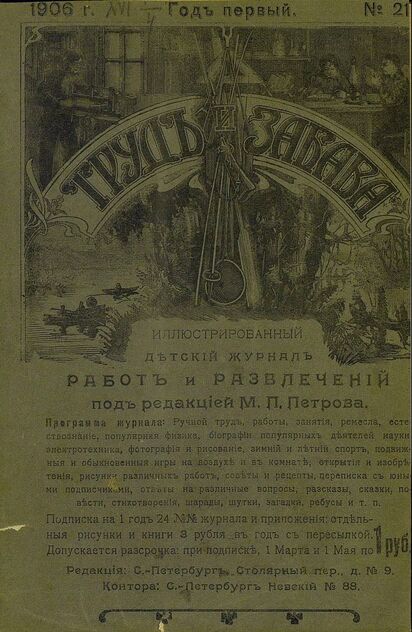 1906 г. XVI Годъ первый. № 21
ТРУДЪ И ЗАБАВА
ИЛЛЮСТРИРОВАННЫЙ
ДѢТСКІЙ ЖУРНАЛЪ
РАБОТЪ и РАЗВЛЕЧЕНІЙ
подъ редакціей М. П. Петрова.
Программа журнала: Ручной трудъ, работы, занятія, ремесла, есте
ствознаніе, популярная физика, біографіи популярныхъ дѣятелей науки
электротехника, фотографія и рисованіе, зимній и лѣтній спортъ, подвиж
ныя и обыкновенныя игры на воздухѣ и въ комнатѣ, открытія и изобрѣ
тенія, рисунки различныхъ работъ, совѣты и рецепты, переписка съ юны
ми подписчиками, отвѣты на различные вопросы, разсказы, сказки, по
вѣсти, стихотворенія, шарады, шутки, загадки, ребусы и т. п.
Подписка на 1 годъ 24 №№ журнала и приложенія: отдѣль-
ныя рисунки и книги 3 рубля въ годъ съ пересылкой.
Допускается разсрочка: при подпискѣ, 1 Марта и 1 Мая по 1 руб.
Редакція: С.-Петербургъ, Столярный пер., д. № 9.
Контора: С.-Петербургъ Невскій № 88.